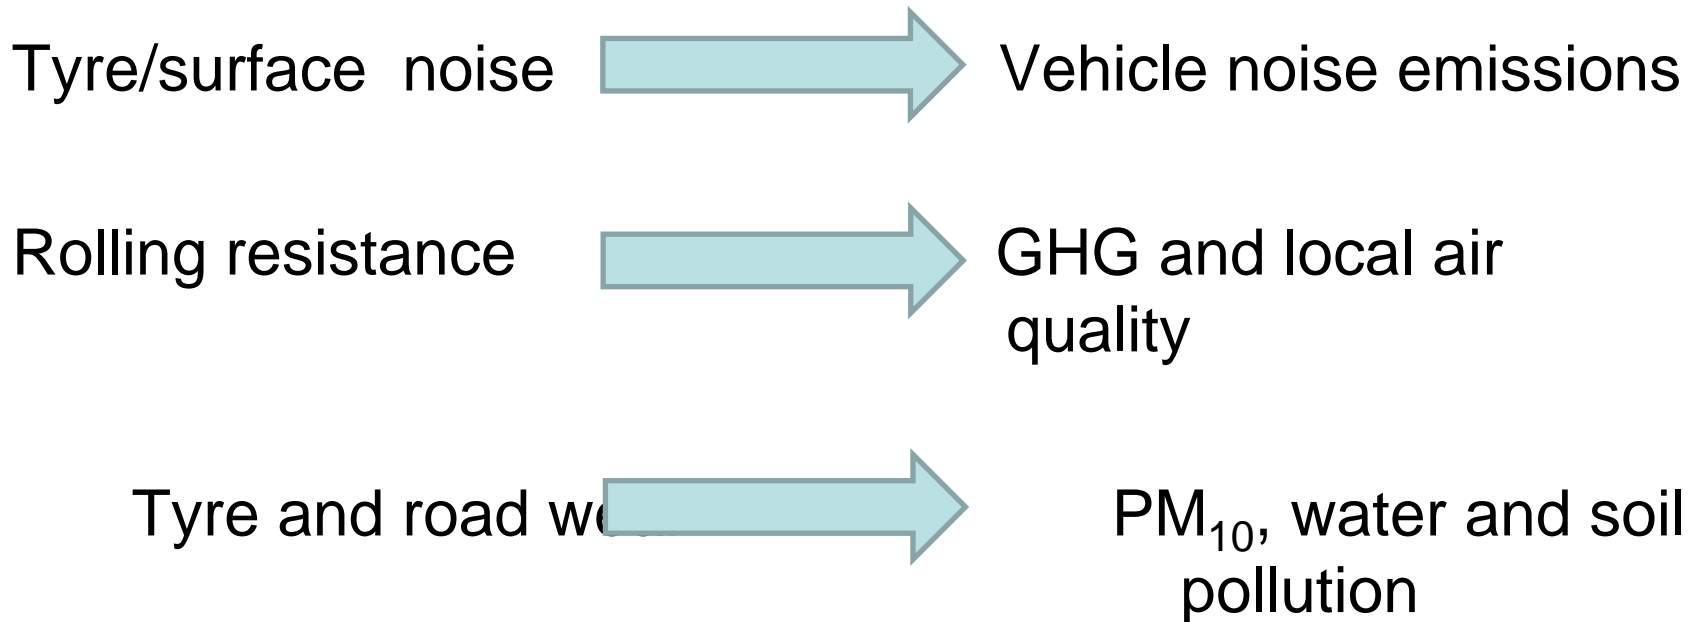 Tyre/surface noise Vehicle noise emissions
Rolling resistance GHG and local air
quality
Tyre and road PM₁₀, water and soil
pollution